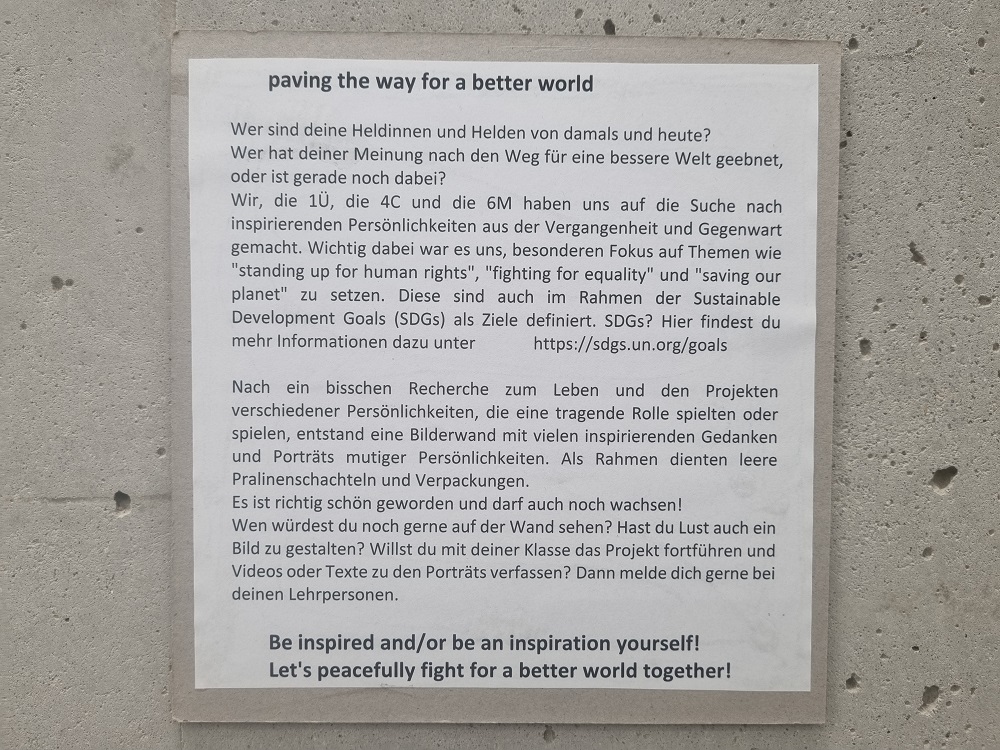 paving the way for a better world
Wer sind deine Heldinnen und Helden von damals und heute?
Wer hat deiner Meinung nach den Weg für eine bessere Welt geebnet,
oder ist gerade noch dabei?
Wir, die 1Ü, die 4C und die 6M haben uns auf die Suche nach
inspirierenden Persönlichkeiten aus der Vergangenheit und Gegenwart
gemacht. Wichtig dabei war es uns, besonderen Fokus auf Themen wie
"standing up for human rights", "fighting for equality" und "saving our
planet" zu setzen. Diese sind auch im Rahmen der Sustainable
Development Goals (SDGs) als Ziele definiert. SDGs? Hier findest du
mehr Informationen dazu unter https://sdgs.un.org/goals
Nach ein bisschen Recherche zum Leben und den Projekten
verschiedener Persönlichkeiten, die eine tragende Rolle spielten oder
spielen, entstand eine Bilderwand mit vielen inspirierenden Gedanken
und Porträts mutiger Persönlichkeiten. Als Rahmen dienten leere
Pralinenschachteln und Verpackungen.
Es ist richtig schön geworden und darf auch noch wachsen!
Wen würdest du noch gerne auf der Wand sehen? Hast du Lust auch ein
Bild zu gestalten? Willst du mit deiner Klasse das Projekt fortführen und
Videos oder Texte zu den Porträts verfassen? Dann melde dich gerne bei
deinen Lehrpersonen.
Be inspired and/or be an inspiration yourself!
Let's peacefully fight for a better world together!